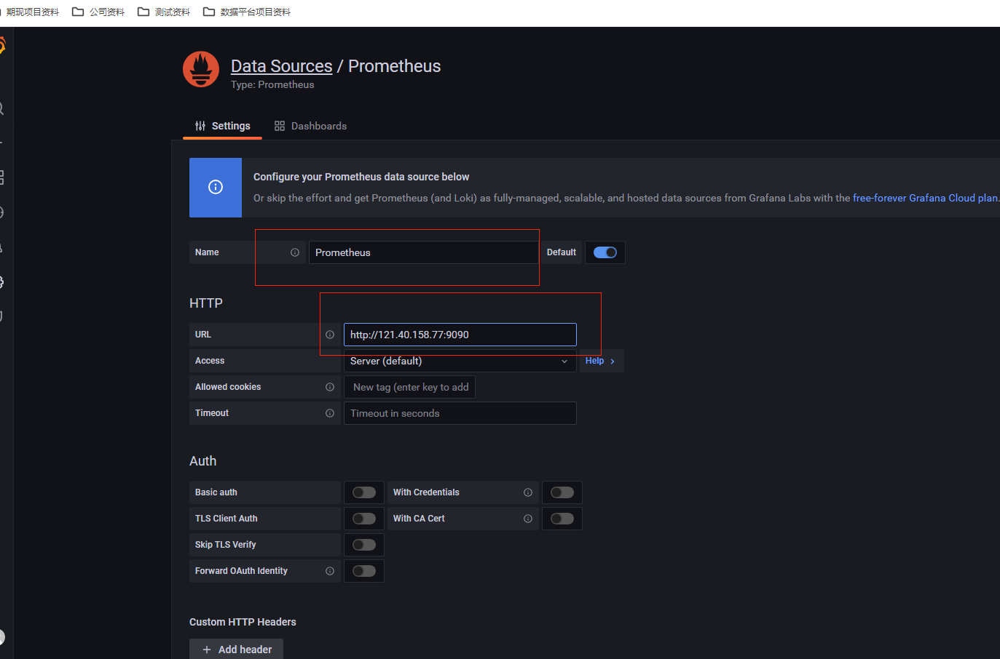 期现项目资料 公司资料 测试资料 数据平台项目资料
Data Sources / Prometheus
Type: Prometheus
Settings Dashboards
Configure your Prometheus data source below
Or skip the effort and get Prometheus (and Loki) as fully-managed, scalable, and hosted data sources from Grafana Labs with the free-forever Grafana Cloud plan.
Name Prometheus Default
HTTP
URL http://121.40.158.77:9090
Access Server (default) Help
Allowed cookies New tag (enter key to add
Timeout Timeout in seconds
Auth
Basic auth With Credentials
TLS Client Auth With CA Cert
Skip TLS Verify
Forward OAuth Identity
Custom HTTP Headers
+ Add header